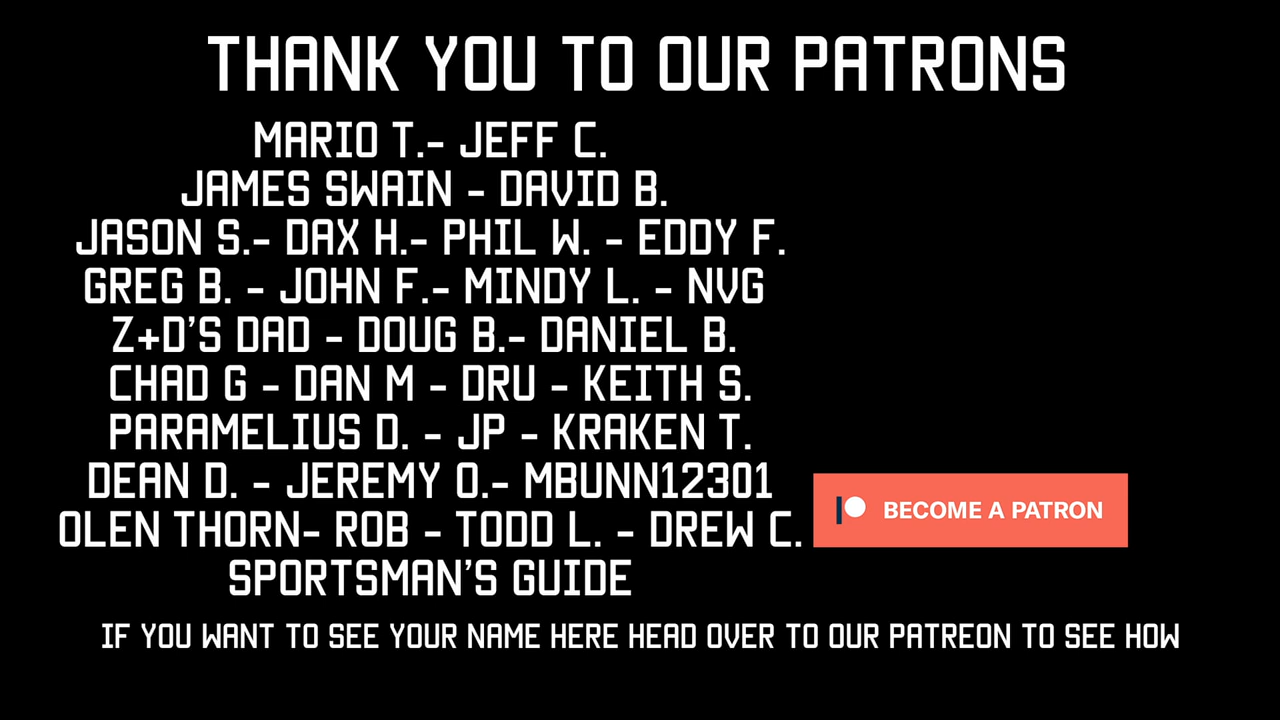 THANK YOU TO OUR PATRONS
MARIO T.- JEFF C.
JAMES SWAIN - DAVID B.
JASON S.- DAX H.- PHIL W. - EDDY F.
GREG B. - JOHN F.- MINDY L. - NVG
Z+D'S DAD - DOUG B.- DANIEL B.
CHAD G - DAN M - DRU - KEITH S.
PARAMELIUS D. - JP - KRAKEN T.
DEAN D. - JEREMY O.- MBUNN12301
OLEN THORN- ROB - TODD L. - DREW C.
BECOME A PATRON
SPORTSMAN'S GUIDE
IF YOU WANT TO SEE YOUR NAME HERE HEAD OVER TO OUR PATREON TO SEE HOW